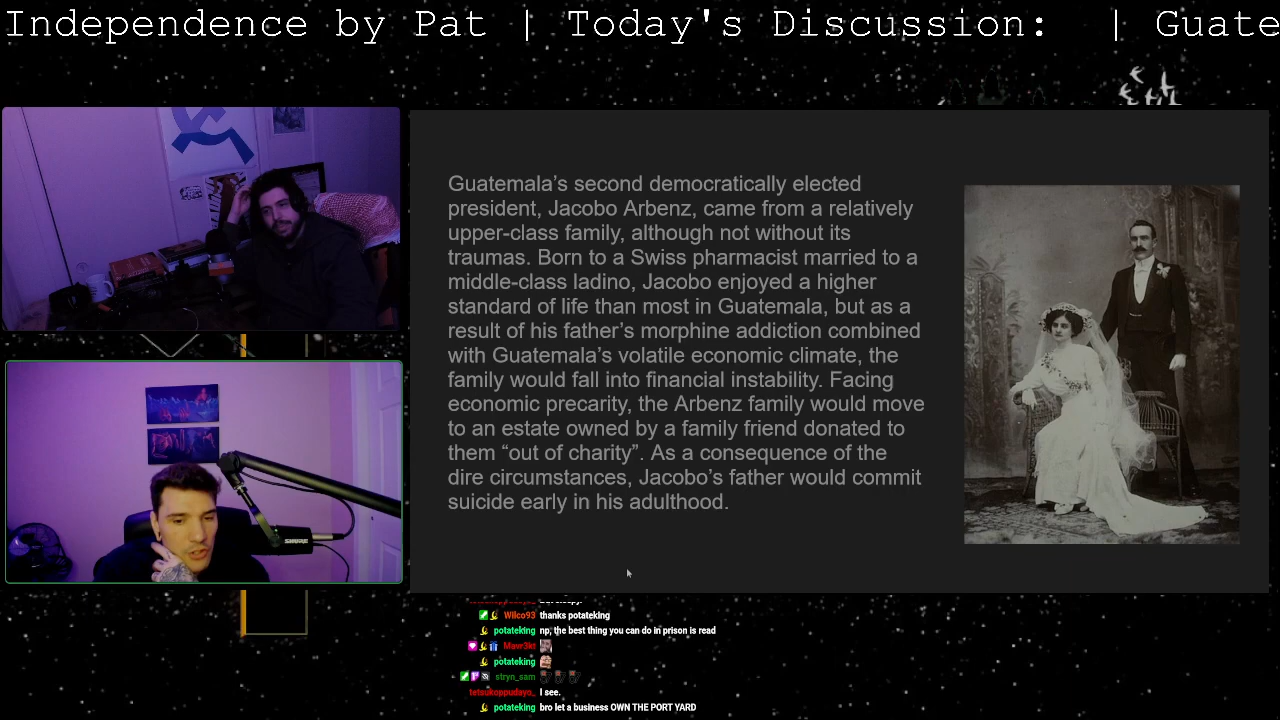 Independence by Pat | Today's Discussion: | Guate
Guatemala’s second democratically elected
president, Jacobo Arbenz, came from a relatively
upper-class family, although not without its
traumas. Born to a Swiss pharmacist married to a
middle-class ladino, Jacobo enjoyed a higher
standard of life than most in Guatemala, but as a
result of his father’s morphine addiction combined
with Guatemala’s volatile economic climate, the
family would fall into financial instability. Facing
economic precarity, the Arbenz family would move
to an estate owned by a family friend donated to
them “out of charity”. As a consequence of the
dire circumstances, Jacobo’s father would commit
suicide early in his adulthood.
SHURE
Wilco93 thanks potateking
potateking np, the best thing you can do in prison is read
Mavr3kt
potateking
stryn_sam
tetsukoppudayo_ I see.
potateking bro let a business OWN THE PORT YARD